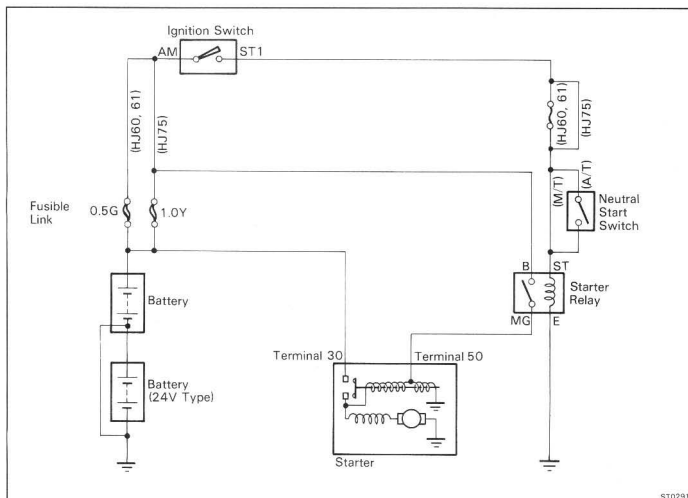 Ignition Switch
AM
ST1
(HJ60, 61)
(HJ75)
(HJ60, 61)
(HJ75)
(M/T)
(A/T)
Neutral
Start
Switch
Fusible
Link
0.5G
1.0Y
B
ST
Starter
Relay
MG
E
Battery
Battery
(24V Type)
Terminal 30
Terminal 50
Starter
ST0291